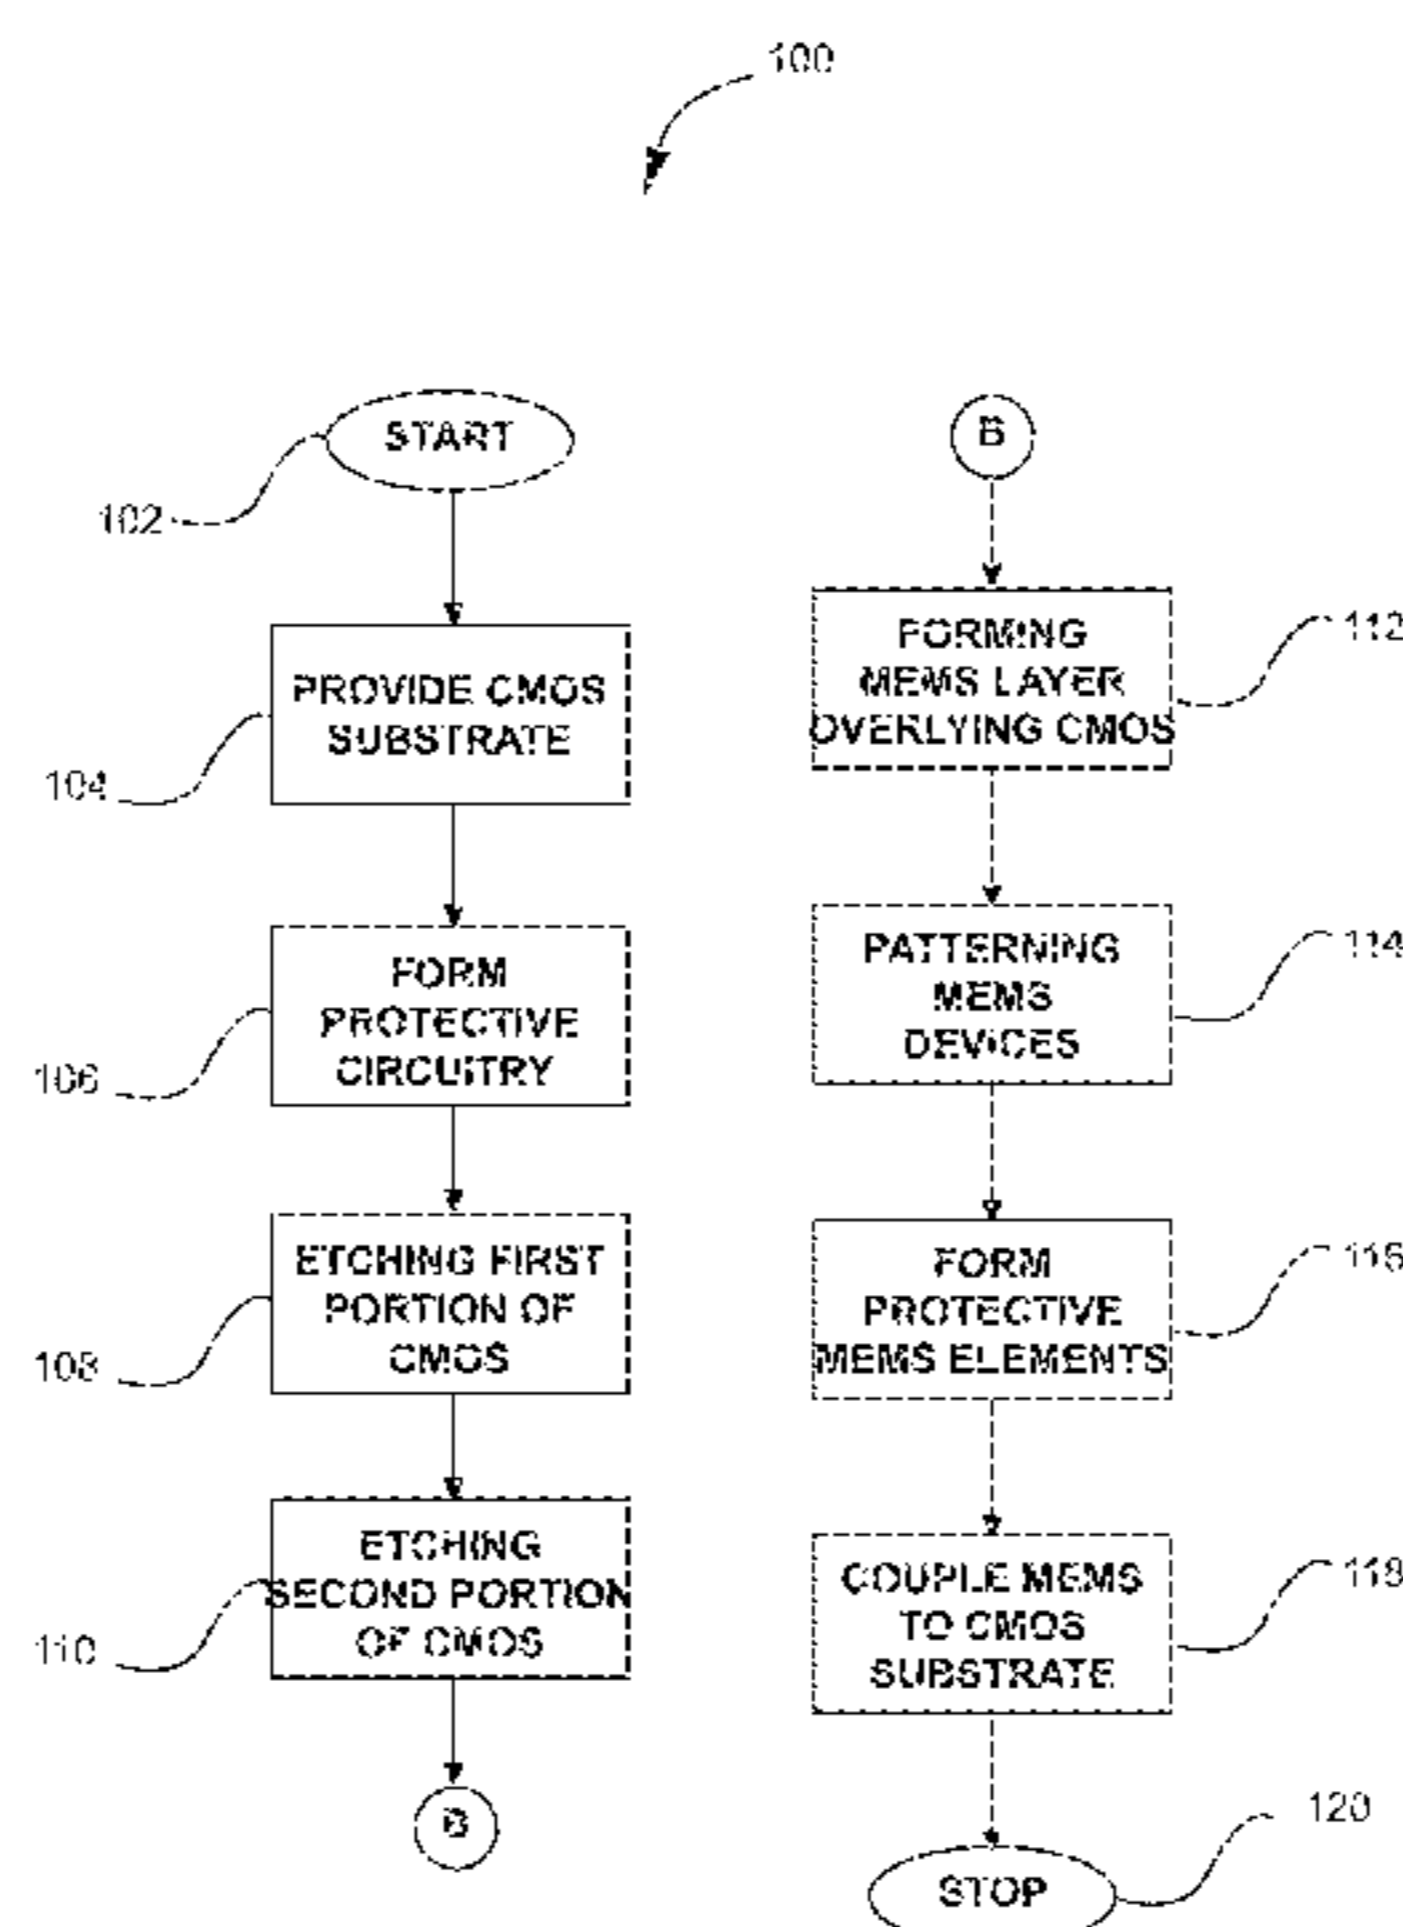 100
START
102
PROVIDE CMOS
SUBSTRATE
104
FORM
PROTECTIVE
CIRCUITRY
106
ETCHING FIRST
PORTION OF
CMOS
108
ETCHING
SECOND PORTION
OF CMOS
110
B
B
FORMING
MEMS LAYER
OVERLYING CMOS
112
PATTERNING
MEMS
DEVICES
114
FORM
PROTECTIVE
MEMS ELEMENTS
116
COUPLE MEMS
TO CMOS
SUBSTRATE
118
STOP
120